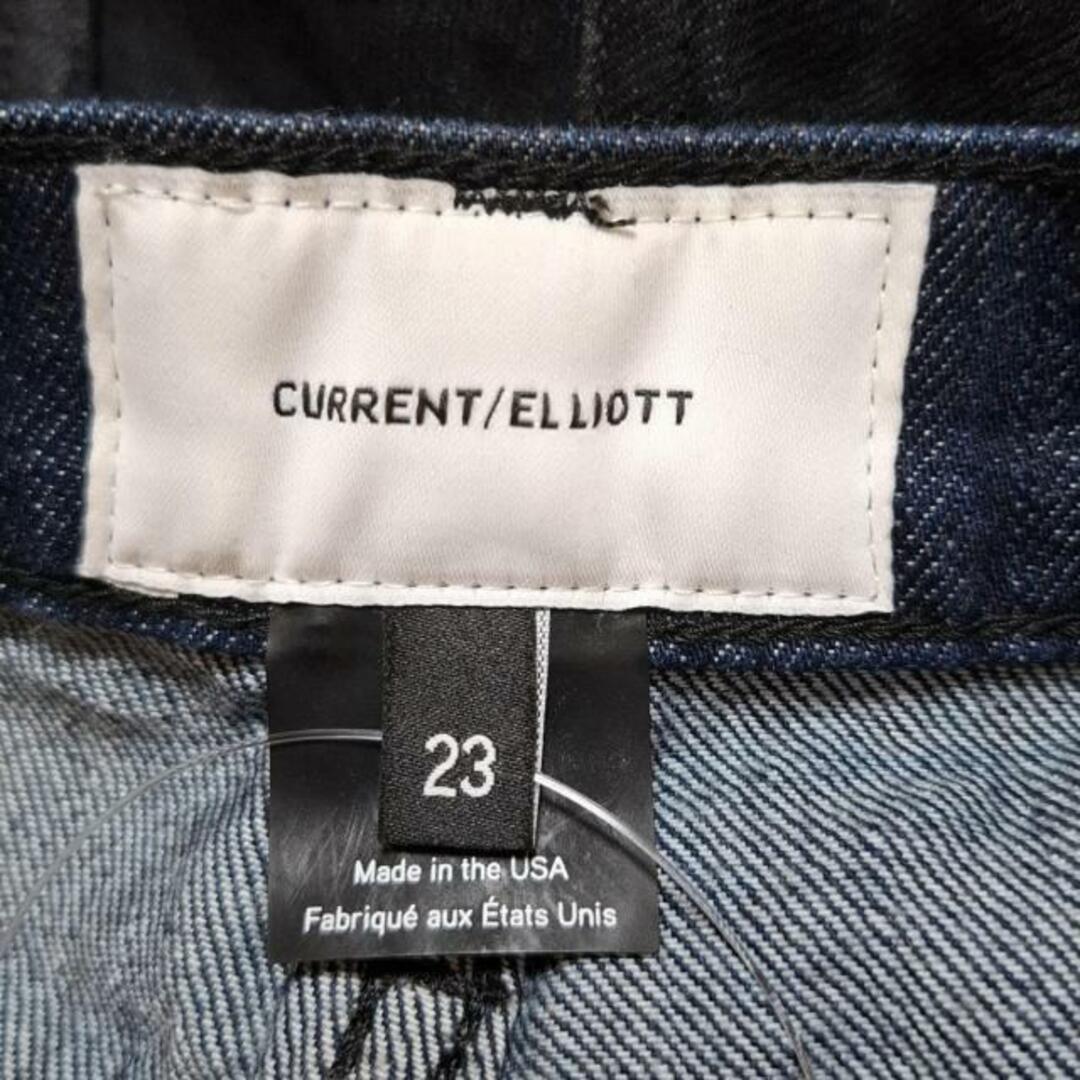 CURRENT/ELLIOTT
23
Made in the USA
Fabriqué aux États Unis